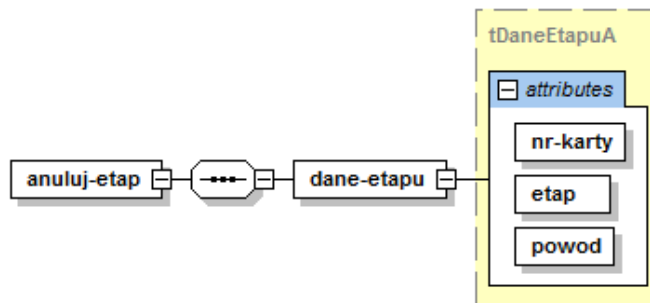 tDaneEtapuA
attributes
nr-karty
anuluj-etap
dane-etapu
etap
powod